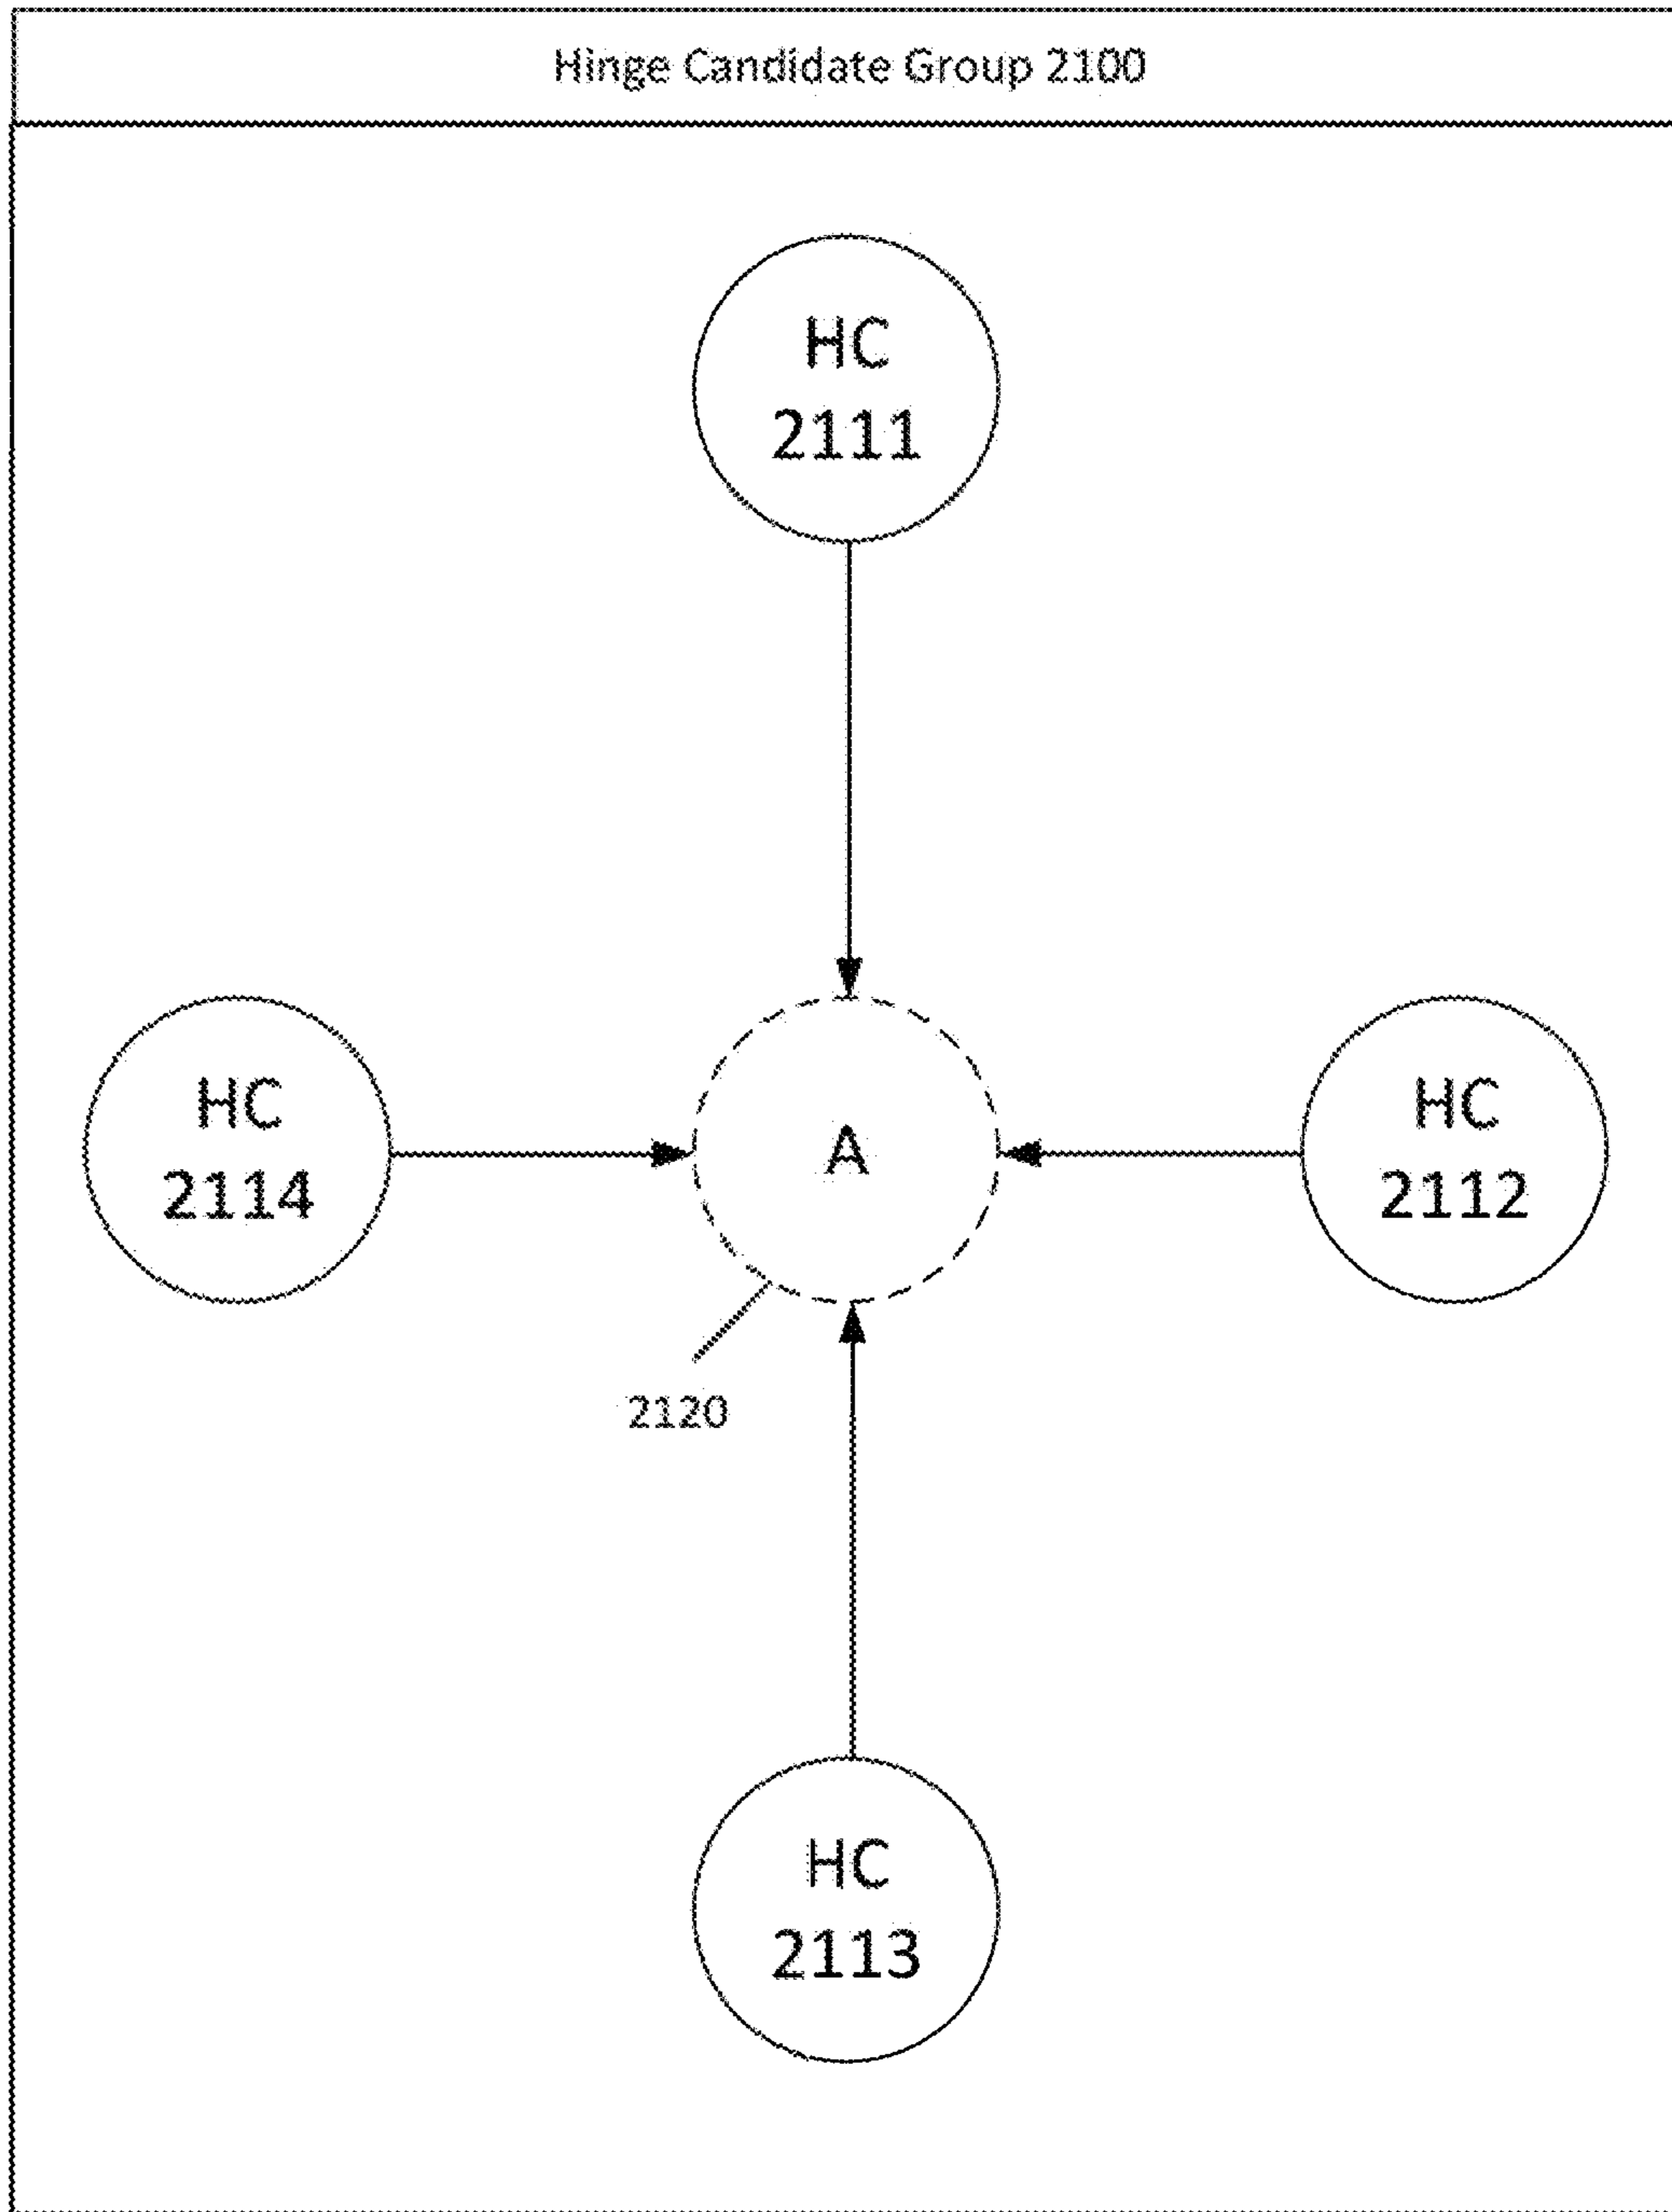 Hinge Candidate Group 2100
HC
2111
HC
2114
A
HC
2112
2120
HC
2113